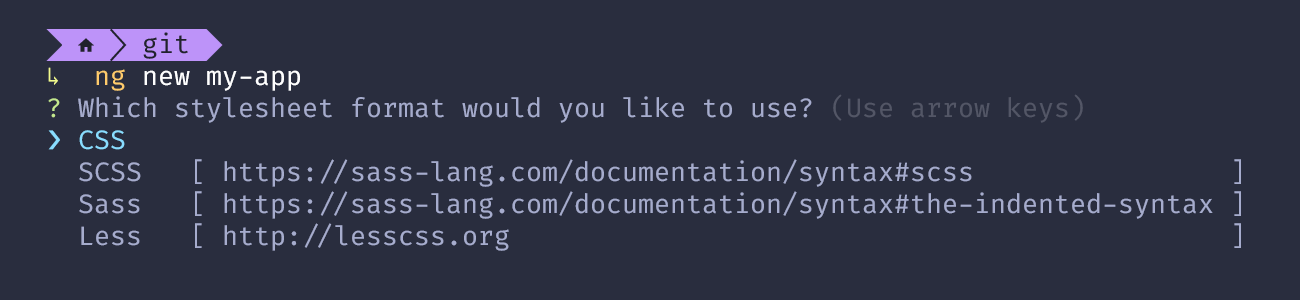 git
↳ ng new my-app
? Which stylesheet format would you like to use? (Use arrow keys)
❯ CSS
SCSS [ https://sass-lang.com/documentation/syntax#scss ]
Sass [ https://sass-lang.com/documentation/syntax#the-indented-syntax ]
Less [ http://lesscss.org ]